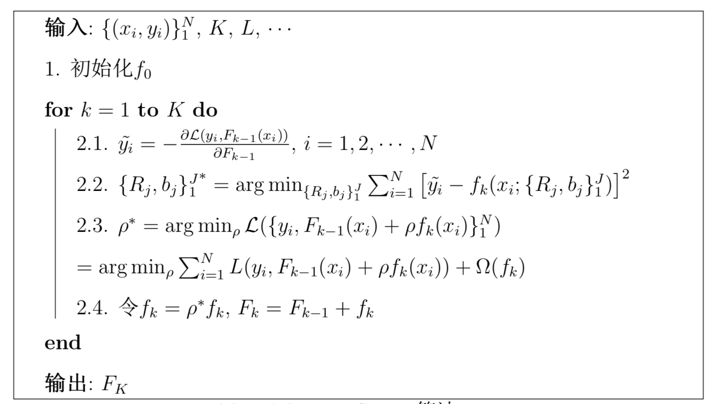 输入: {(x_i, y_i)}_1^N, K, L, ···
1. 初始化f_0
for k = 1 to K do
2.1. ỹ_i = −∂ℒ(y_i,F_{k−1}(x_i))/∂F_{k−1}, i = 1, 2, ··· , N
2.2. {R_j, b_j}_1^{J*} = arg min_{{R_j,b_j}_1^J} ∑_{i=1}^N [ỹ_i − f_k(x_i; {R_j, b_j}_1^J)]^2
2.3. ρ* = arg min_ρ ℒ({y_i, F_{k−1}(x_i) + ρf_k(x_i)}_1^N)
= arg min_ρ ∑_{i=1}^N L(y_i, F_{k−1}(x_i) + ρf_k(x_i)) + Ω(f_k)
2.4. 令f_k = ρ*f_k, F_k = F_{k−1} + f_k
end
输出: F_K